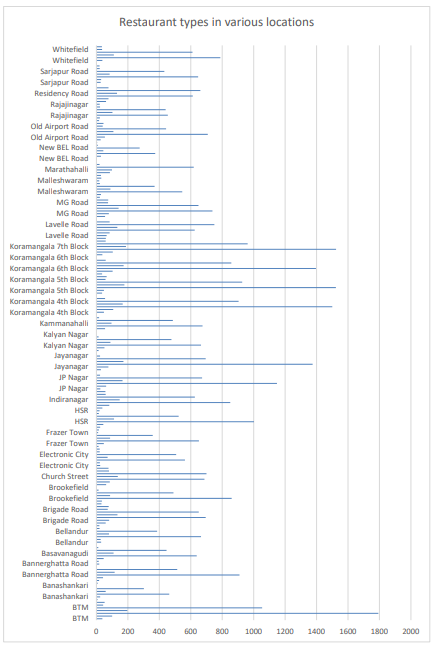 Restaurant types in various locations
Whitefield
Whitefield
Sarjapur Road
Sarjapur Road
Residency Road
Rajajinagar
Rajajinagar
Old Airport Road
Old Airport Road
New BEL Road
New BEL Road
Marathahalli
Malleshwaram
Malleshwaram
MG Road
MG Road
Lavelle Road
Lavelle Road
Koramangala 7th Block
Koramangala 6th Block
Koramangala 6th Block
Koramangala 5th Block
Koramangala 5th Block
Koramangala 4th Block
Koramangala 4th Block
Kammanahalli
Kalyan Nagar
Kalyan Nagar
Jayanagar
Jayanagar
JP Nagar
JP Nagar
Indiranagar
HSR
HSR
Frazer Town
Frazer Town
Electronic City
Electronic City
Church Street
Brookefield
Brookefield
Brigade Road
Brigade Road
Bellandur
Bellandur
Basavanagudi
Bannerghatta Road
Bannerghatta Road
Banashankari
Banashankari
BTM
BTM
0 200 400 600 800 1000 1200 1400 1600 1800 2000